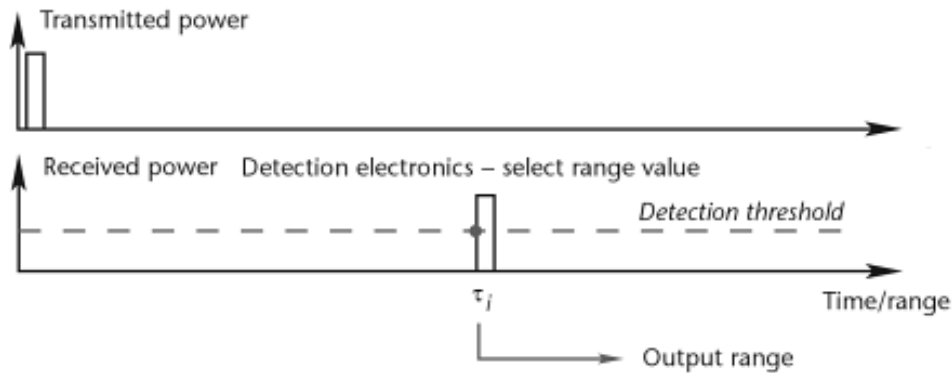 Transmitted power
Received power Detection electronics – select range value
Detection threshold
τi
Time/range
Output range